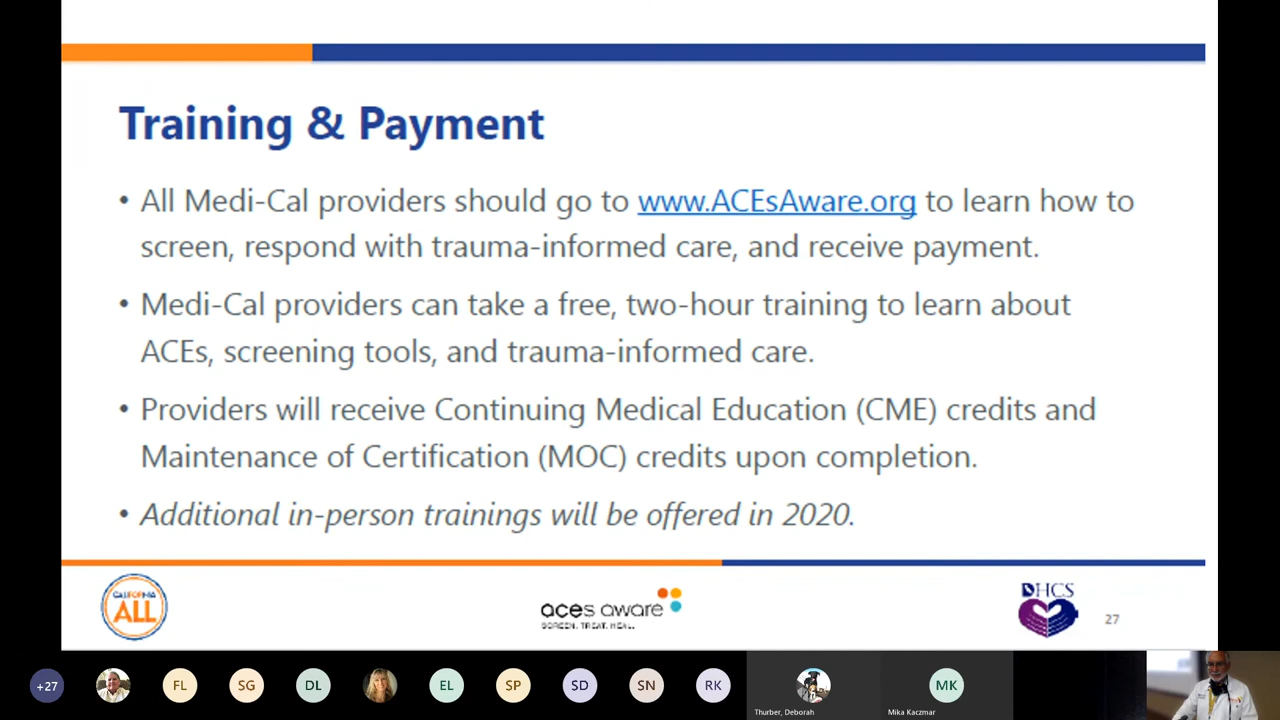 Training & Payment
• All Medi-Cal providers should go to www.ACEsAware.org to learn how to
screen, respond with trauma-informed care, and receive payment.
• Medi-Cal providers can take a free, two-hour training to learn about
ACEs, screening tools, and trauma-informed care.
• Providers will receive Continuing Medical Education (CME) credits and
Maintenance of Certification (MOC) credits upon completion.
• Additional in-person trainings will be offered in 2020.
CALIFORNIA
ALL
aces aware
SCREEN. TREAT. HEAL.
DHCS
27
+27
FL
SG
DL
EL
SP
SD
SN
RK
MK
Thurber, Deborah
Mika Kaczmar